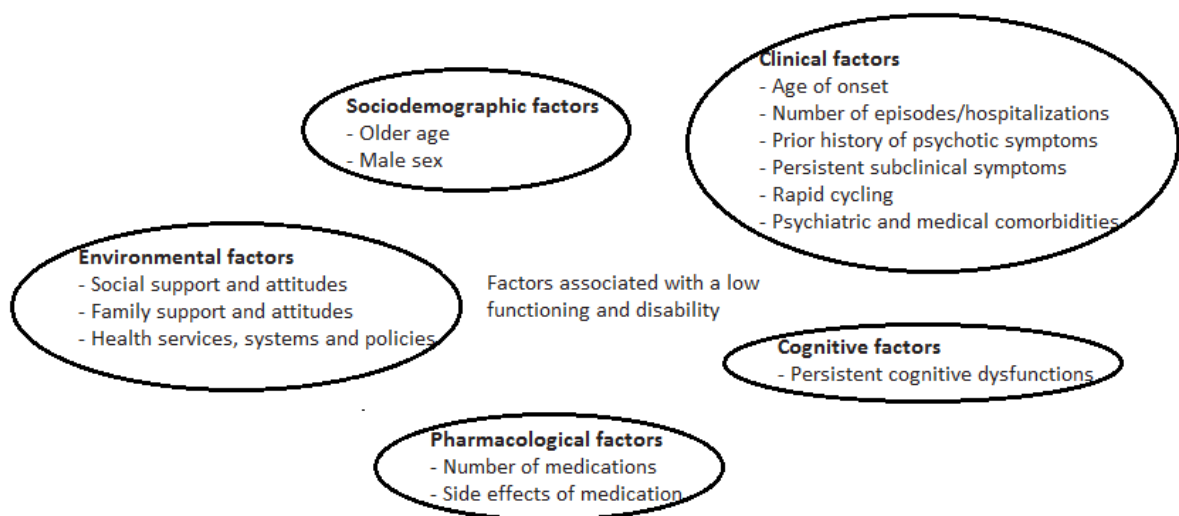 Sociodemographic factors
- Older age
- Male sex
Clinical factors
- Age of onset
- Number of episodes/hospitalizations
- Prior history of psychotic symptoms
- Persistent subclinical symptoms
- Rapid cycling
- Psychiatric and medical comorbidities
Environmental factors
- Social support and attitudes
- Family support and attitudes
- Health services, systems and policies
Factors associated with a low
functioning and disability
Cognitive factors
- Persistent cognitive dysfunctions
Pharmacological factors
- Number of medications
- Side effects of medication